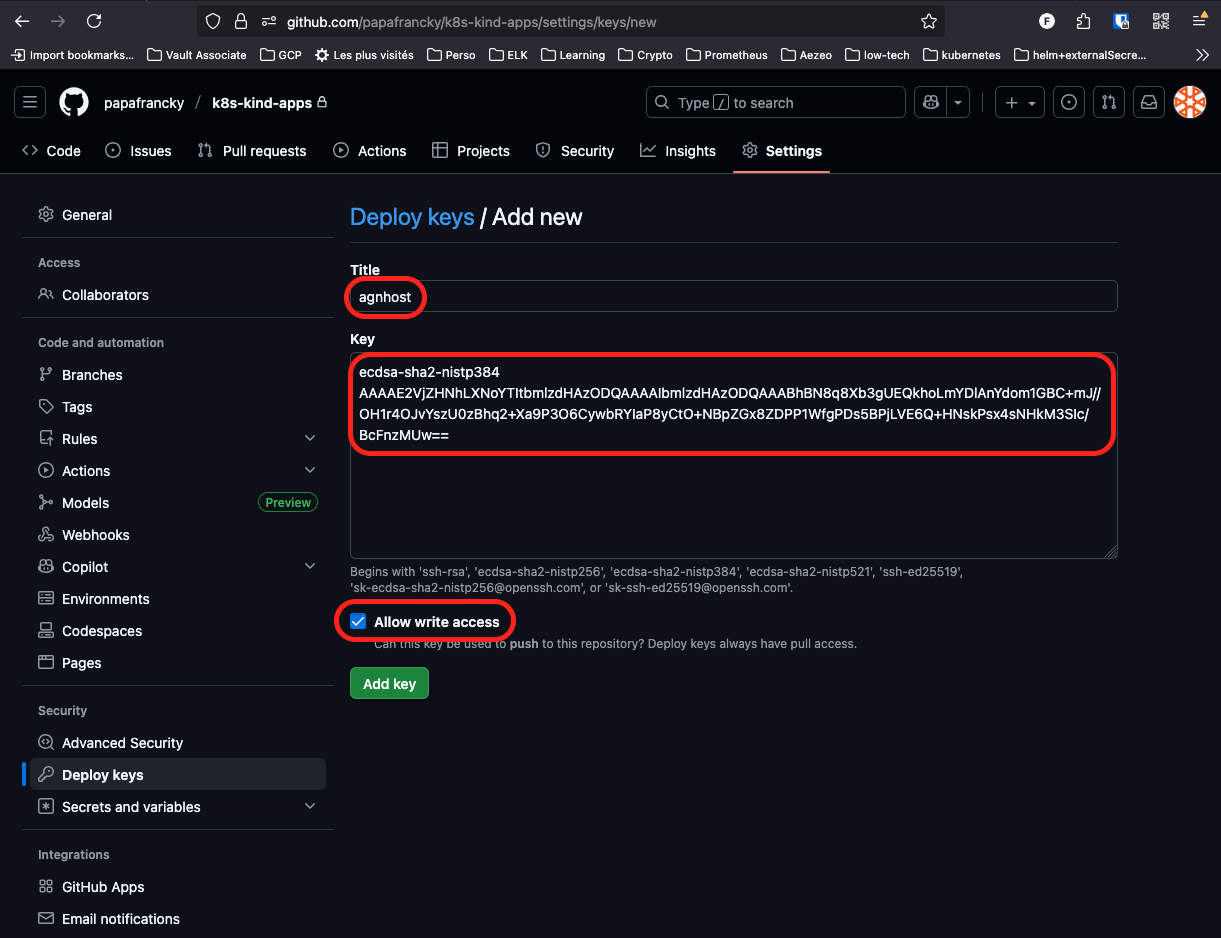 github.com/papafrancky/k8s-kind-apps/settings/keys/new
F
Import bookmarks... Vault Associate GCP Les plus visités Perso ELK Learning Crypto Prometheus Aezeo low-tech kubernetes helm+externalSecre...
papafrancky / k8s-kind-apps
Type / to search
Code Issues Pull requests Actions Projects Security Insights Settings
General
Access
Collaborators
Code and automation
Branches
Tags
Rules
Actions
Models Preview
Webhooks
Copilot
Environments
Codespaces
Pages
Security
Advanced Security
Deploy keys
Secrets and variables
Integrations
GitHub Apps
Email notifications
Deploy keys / Add new
Title
agnhost
Key
ecdsa-sha2-nistp384
AAAAE2VjZHNhLXNoYTItbmlzdHAzODQAAAAIbmlzdHAzODQAAABhBN8q8Xb3gUEQkhoLmYDlAnYdom1GBC+mJ//
OH1r4OJvYszU0zBhq2+Xa9P3O6CywbRYIaP8yCtO+NBpZGx8ZDPP1WfgPDs5BPjLVE6Q+HNskPsx4sNHkM3SIc/
BcFnzMUw==
Begins with 'ssh-rsa', 'ecdsa-sha2-nistp256', 'ecdsa-sha2-nistp384', 'ecdsa-sha2-nistp521', 'ssh-ed25519',
'sk-ecdsa-sha2-nistp256@openssh.com', or 'sk-ssh-ed25519@openssh.com'.
Allow write access
Can this key be used to push to this repository? Deploy keys always have pull access.
Add key